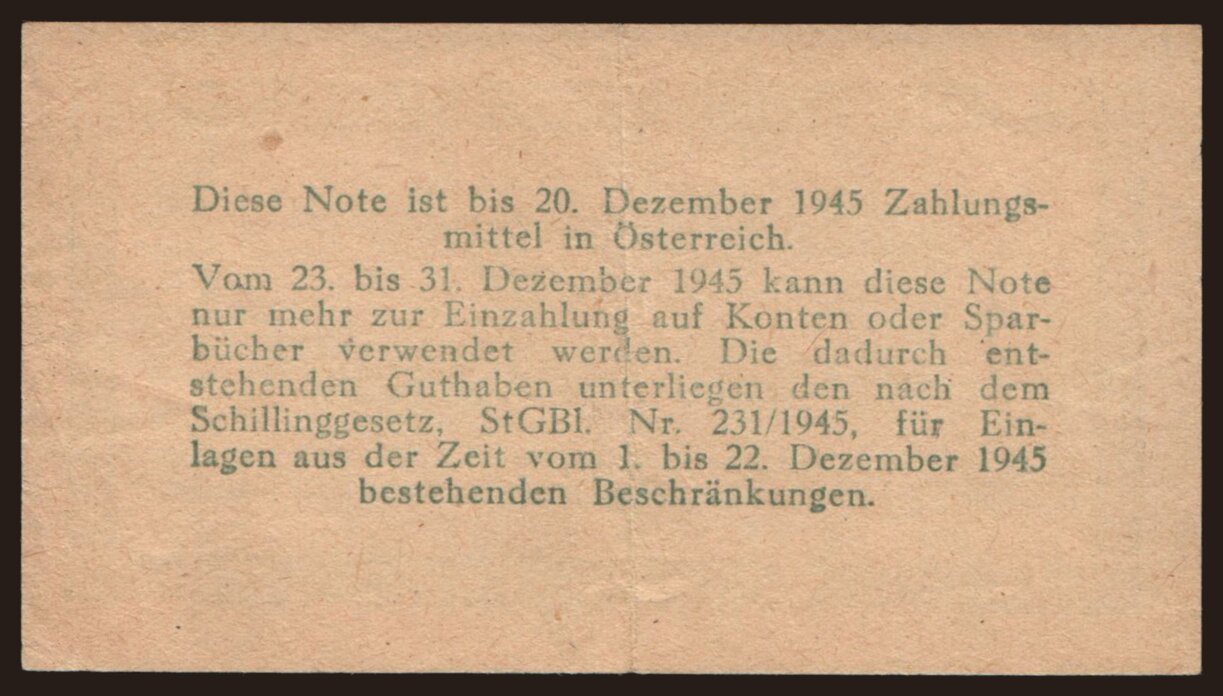 Diese Note ist bis 20. Dezember 1945 Zahlungs-
mittel in Österreich.
Vom 23. bis 31. Dezember 1945 kann diese Note
nur mehr zur Einzahlung auf Konten oder Spar-
bücher verwendet werden. Die dadurch ent-
stehenden Guthaben unterliegen den nach dem
Schillinggesetz, StGBl. Nr. 231/1945, für Ein-
lagen aus der Zeit vom 1. bis 22. Dezember 1945
bestehenden Beschränkungen.